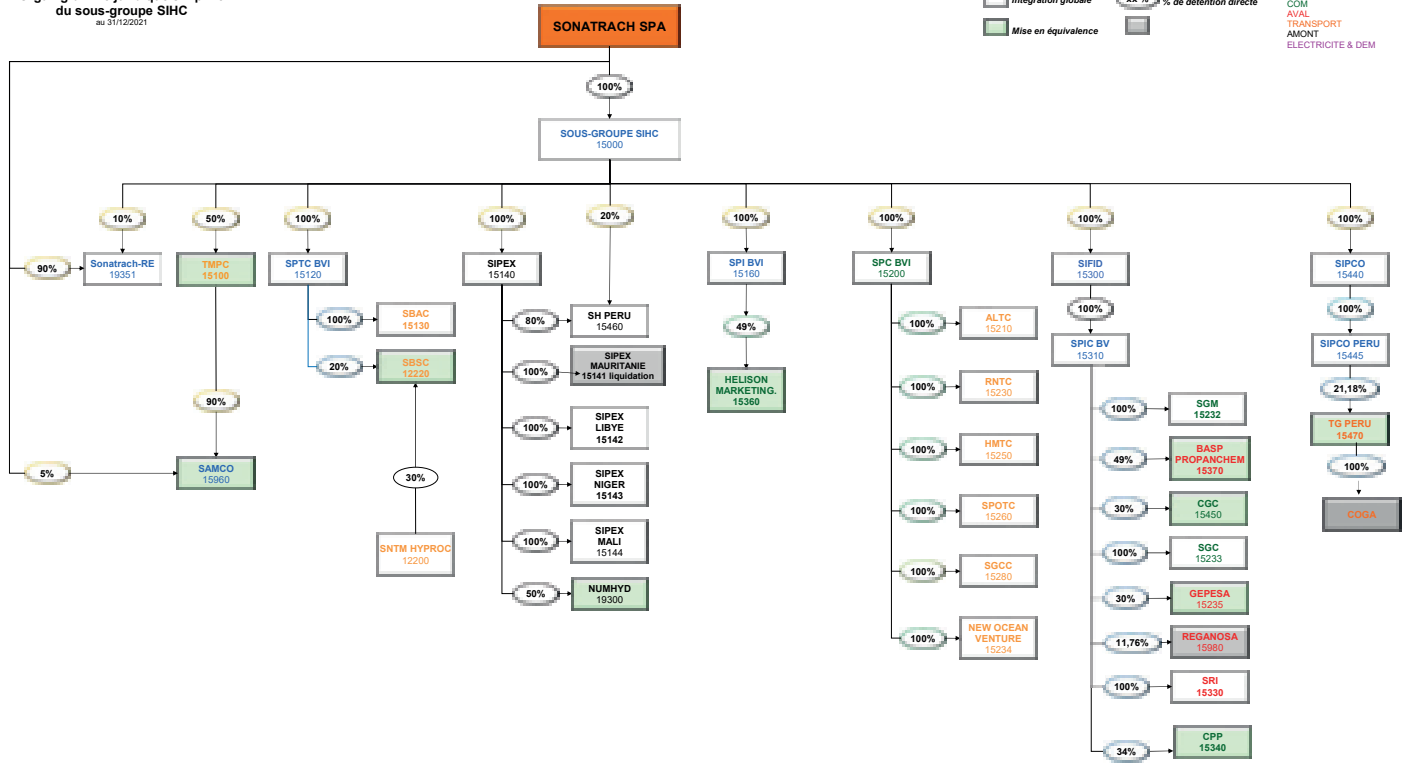 du sous-groupe SIHC
au 31/12/2021
Intégration globale
XX %
% de détention directe
Mise en équivalence
COM
AVAL
TRANSPORT
AMONT
ELECTRICITE & DEM
SONATRACH SPA
100%
SOUS-GROUPE SIHC
15000
10%
50%
100%
100%
20%
100%
100%
100%
100%
90%
Sonatrach-RE
19351
TMPC
15100
SPTC BVI
15120
SIPEX
15140
SPI BVI
15160
SPC BVI
15200
SIFID
15300
SIPCO
15440
100%
SBAC
15130
20%
SBSC
12220
80%
SH PERU
15460
100%
SIPEX
MAURITANIE
15141 liquidation
100%
SIPEX
LIBYE
15142
100%
SIPEX
NIGER
15143
100%
SIPEX
MALI
15144
50%
NUMHYD
19300
90%
5%
SAMCO
15960
30%
SNTM HYPROC
12200
49%
HELISON
MARKETING.
15360
100%
ALTC
15210
100%
RNTC
15230
100%
HMTC
15250
100%
SPOTC
15260
100%
SGCC
15280
100%
NEW OCEAN
VENTURE
15234
100%
SPIC BV
15310
100%
SGM
15232
49%
BASP
PROPANCHEM
15370
30%
CGC
15450
100%
SGC
15233
30%
GEPESA
15235
11,76%
REGANOSA
15980
100%
SRI
15330
34%
CPP
15340
100%
SIPCO PERU
15445
21,18%
TG PERU
15470
100%
COGA